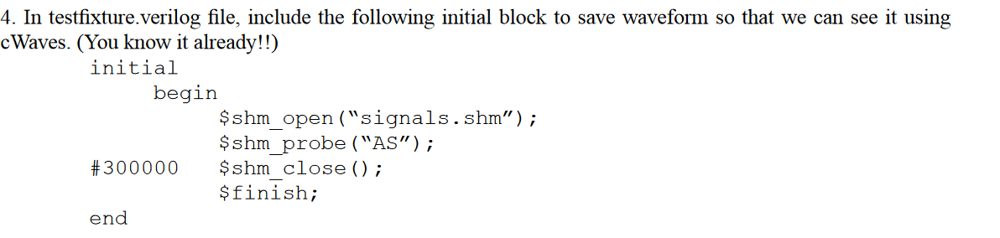 4. In testfixture.verilog file, include the following initial block to save waveform so that we can see it using
cWaves. (You know it already!!)
initial
begin
$shm_open(“signals.shm”);
$shm_probe(“AS”);
#300000 $shm_close();
$finish;
end